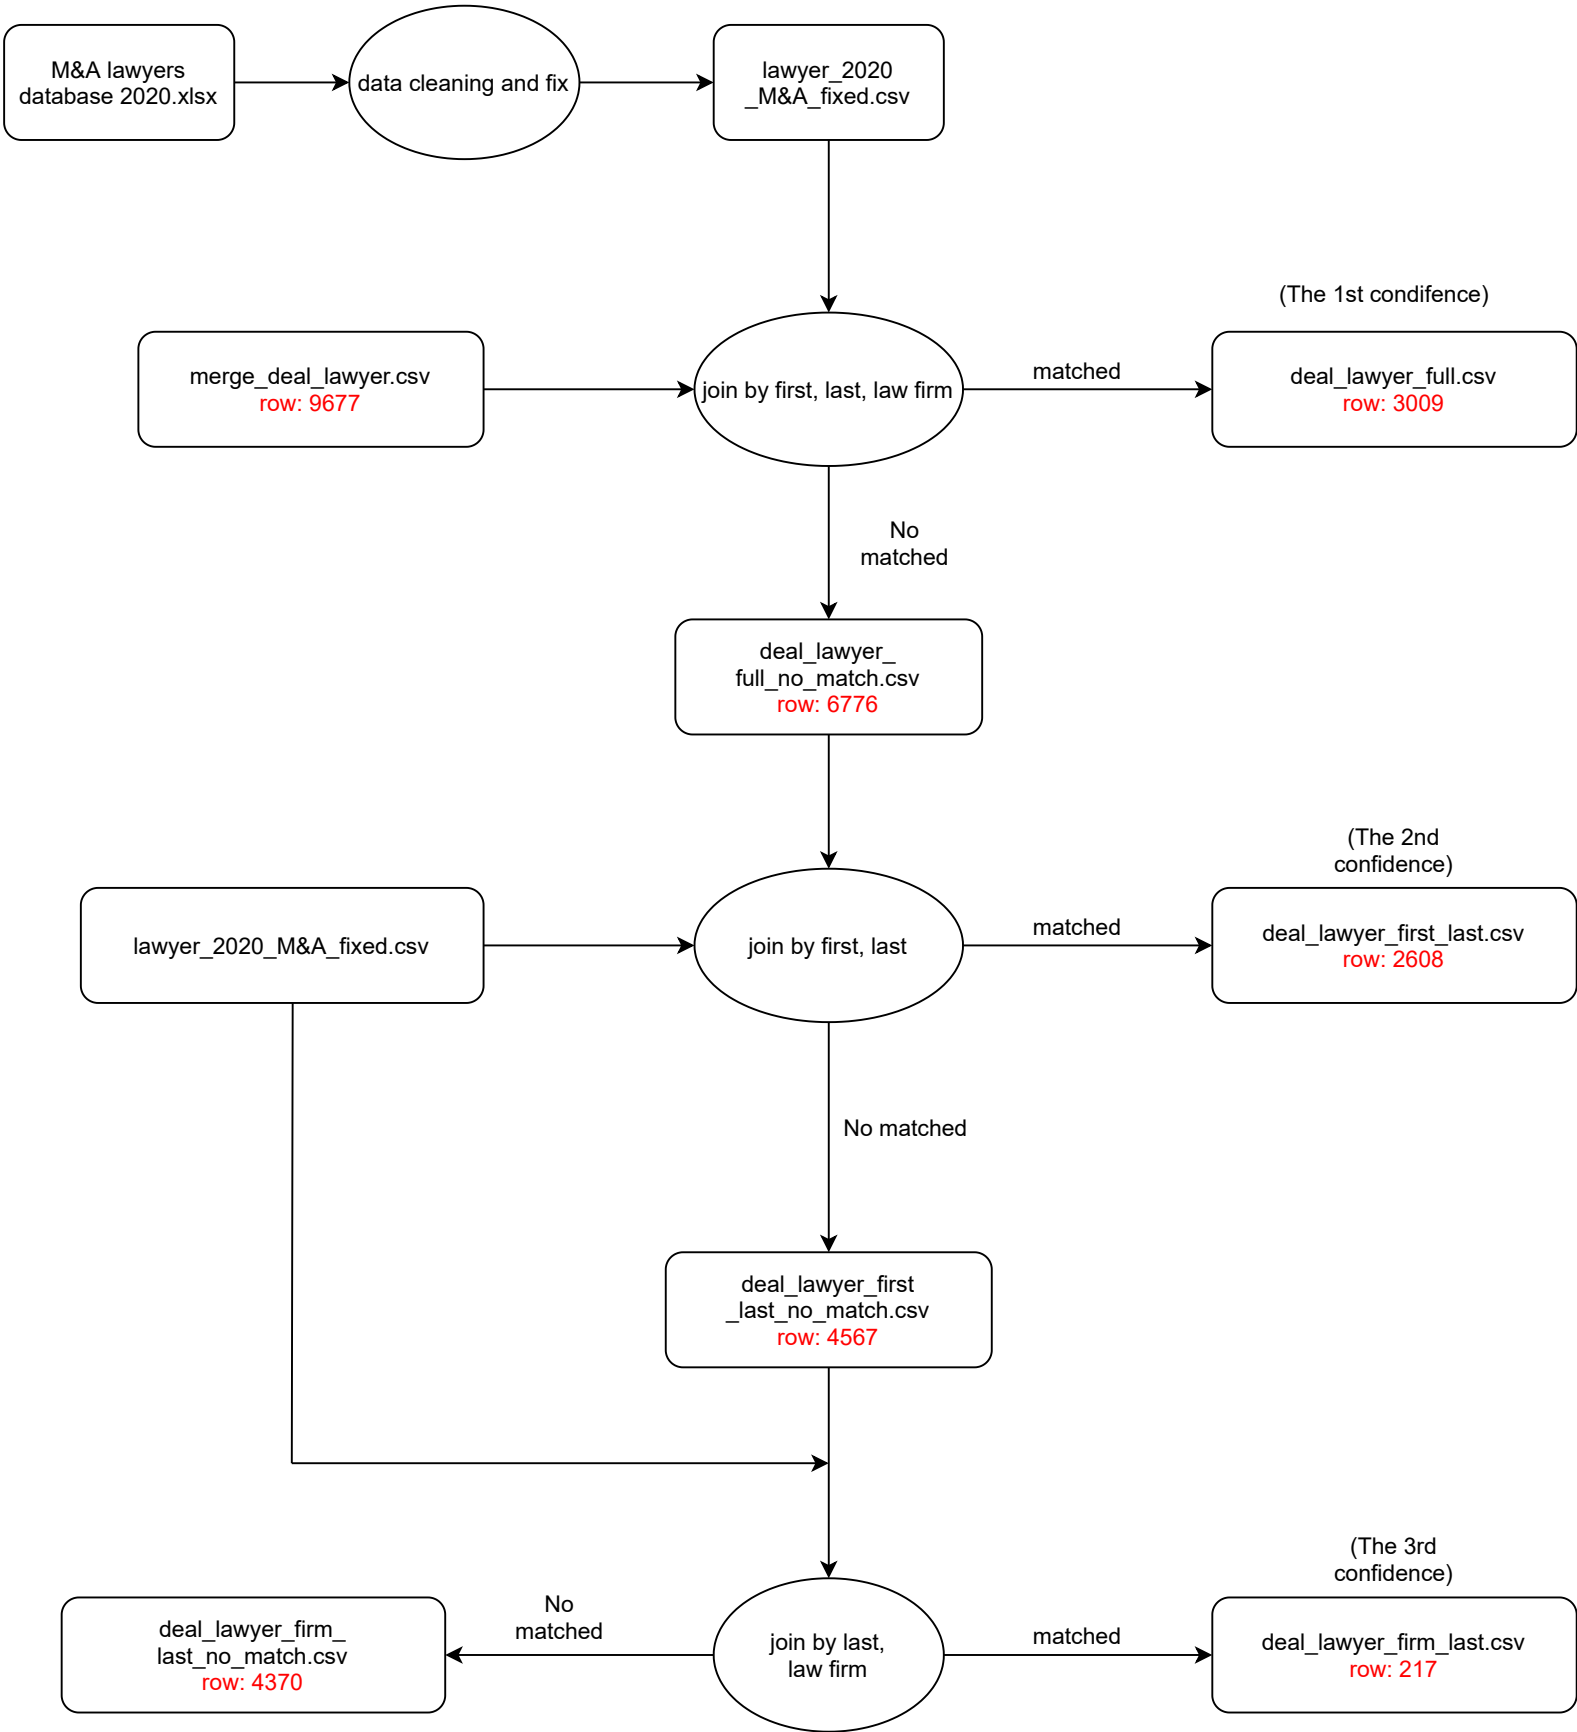 M&A lawyers
database 2020.xlsx
data cleaning and fix
lawyer_2020
_M&A_fixed.csv
(The 1st condifence)
merge_deal_lawyer.csv
row: 9677
join by first, last, law firm
matched
deal_lawyer_full.csv
row: 3009
No
matched
deal_lawyer_
full_no_match.csv
row: 6776
(The 2nd
confidence)
lawyer_2020_M&A_fixed.csv
join by first, last
matched
deal_lawyer_first_last.csv
row: 2608
No matched
deal_lawyer_first
_last_no_match.csv
row: 4567
(The 3rd
confidence)
deal_lawyer_firm_
last_no_match.csv
row: 4370
No
matched
join by last,
law firm
matched
deal_lawyer_firm_last.csv
row: 217